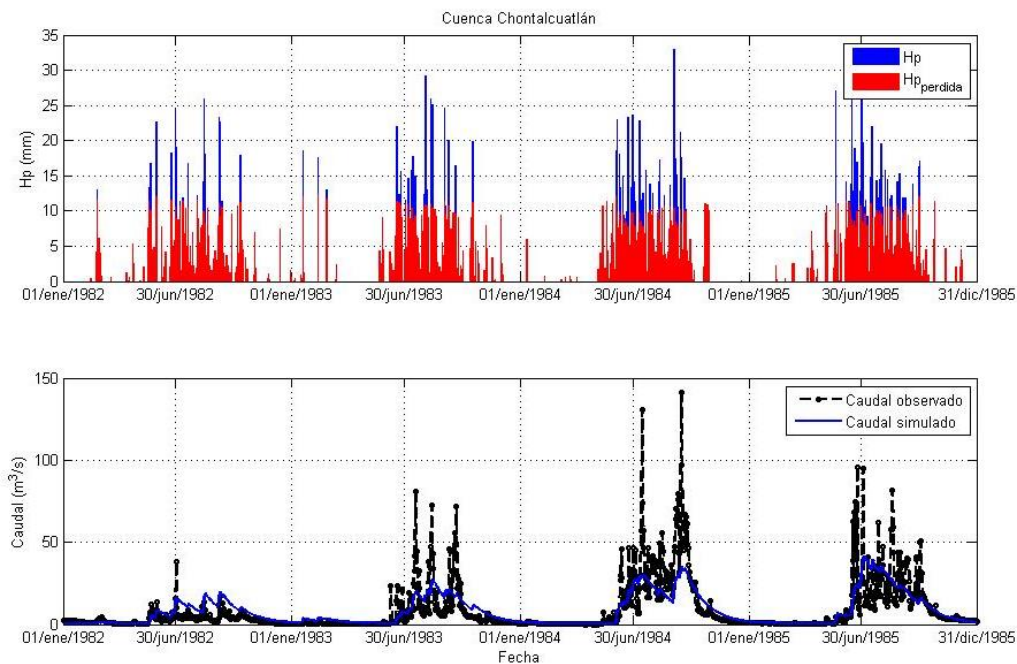 Cuenca Chontalcuatlán
35
30
25
20
15
10
5
0
Hp (mm)
Hp
Hp perdida
01/ene/1982 30/jun/1982 01/ene/1983 30/jun/1983 01/ene/1984 30/jun/1984 01/ene/1985 30/jun/1985 31/dic/1985
150
100
50
0
Caudal (m³/s)
Caudal observado
Caudal simulado
01/ene/1982 30/jun/1982 01/ene/1983 30/jun/1983 01/ene/1984 30/jun/1984 01/ene/1985 30/jun/1985 31/dic/1985
Fecha